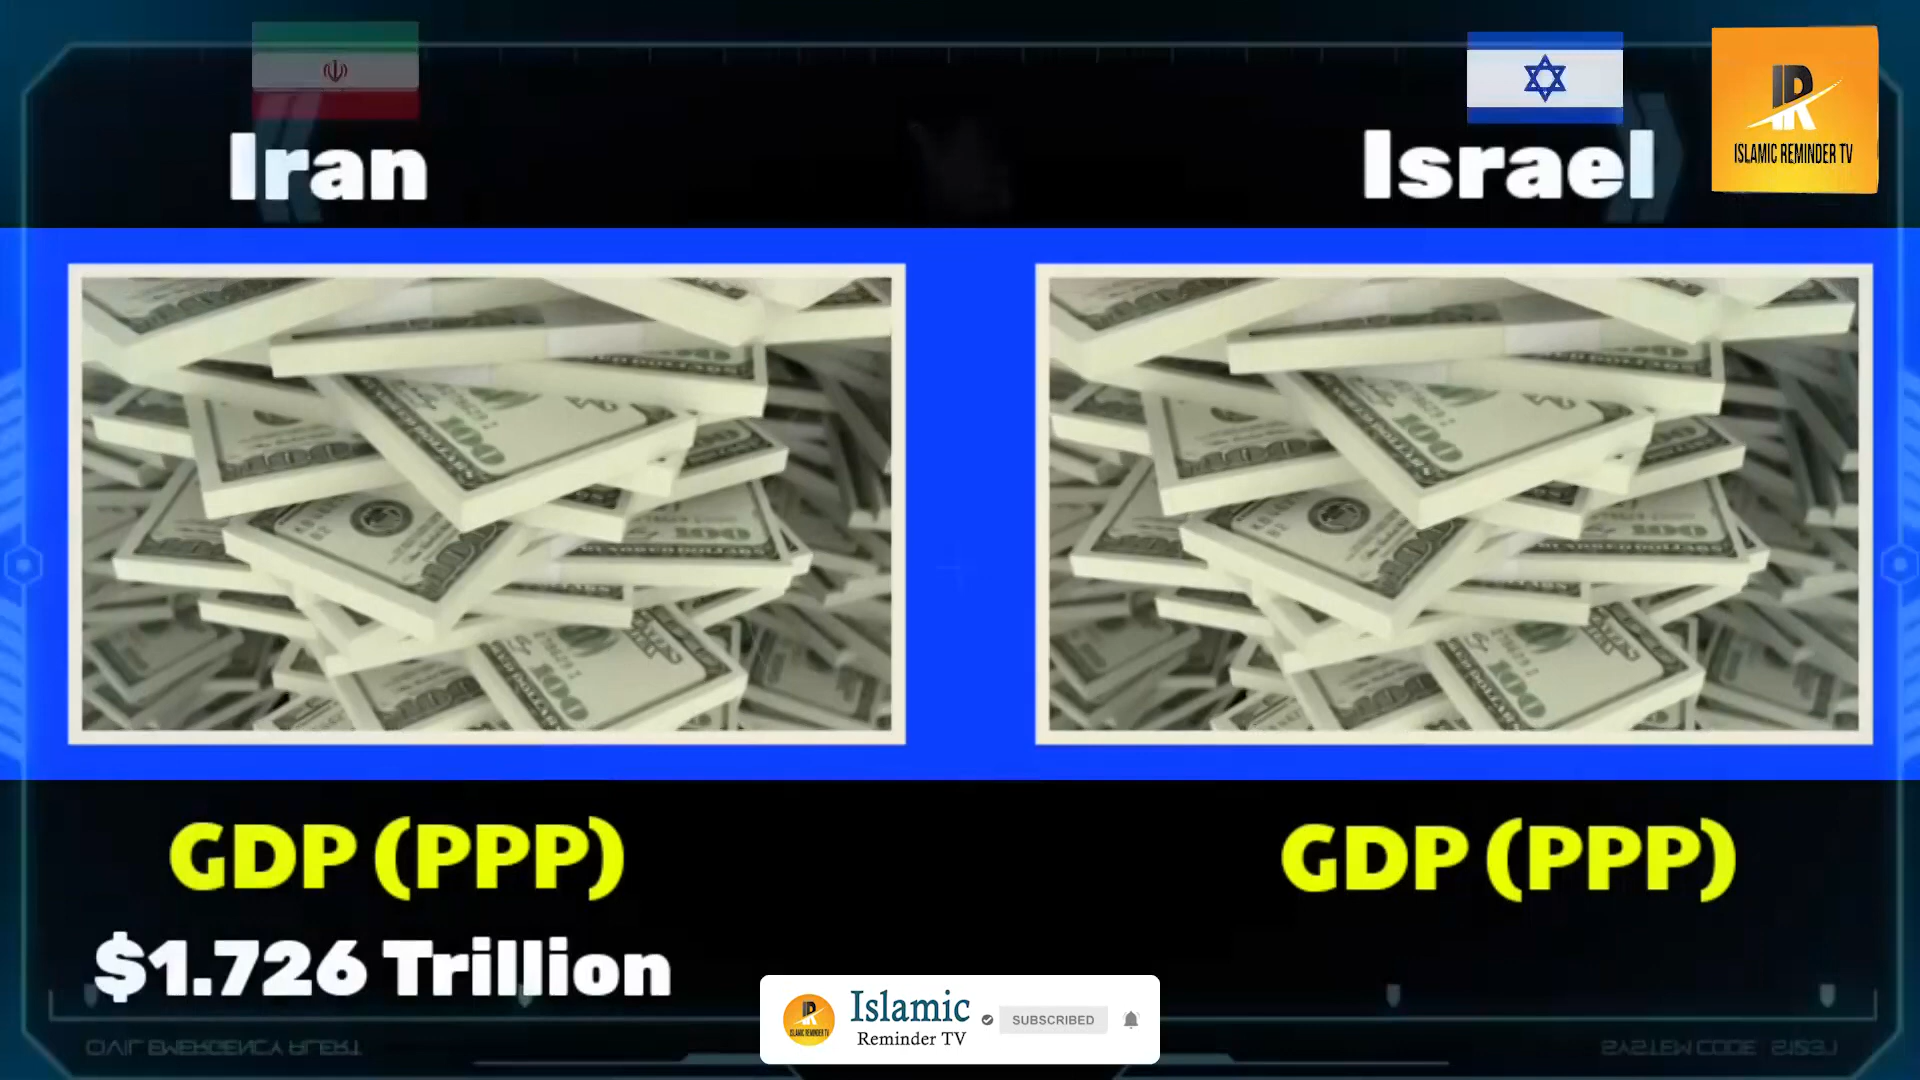 Iran
Israel
ISLAMIC REMINDER TV
GDP (PPP)
GDP (PPP)
$1.726 Trillion
Islamic
Reminder TV
SUBSCRIBED